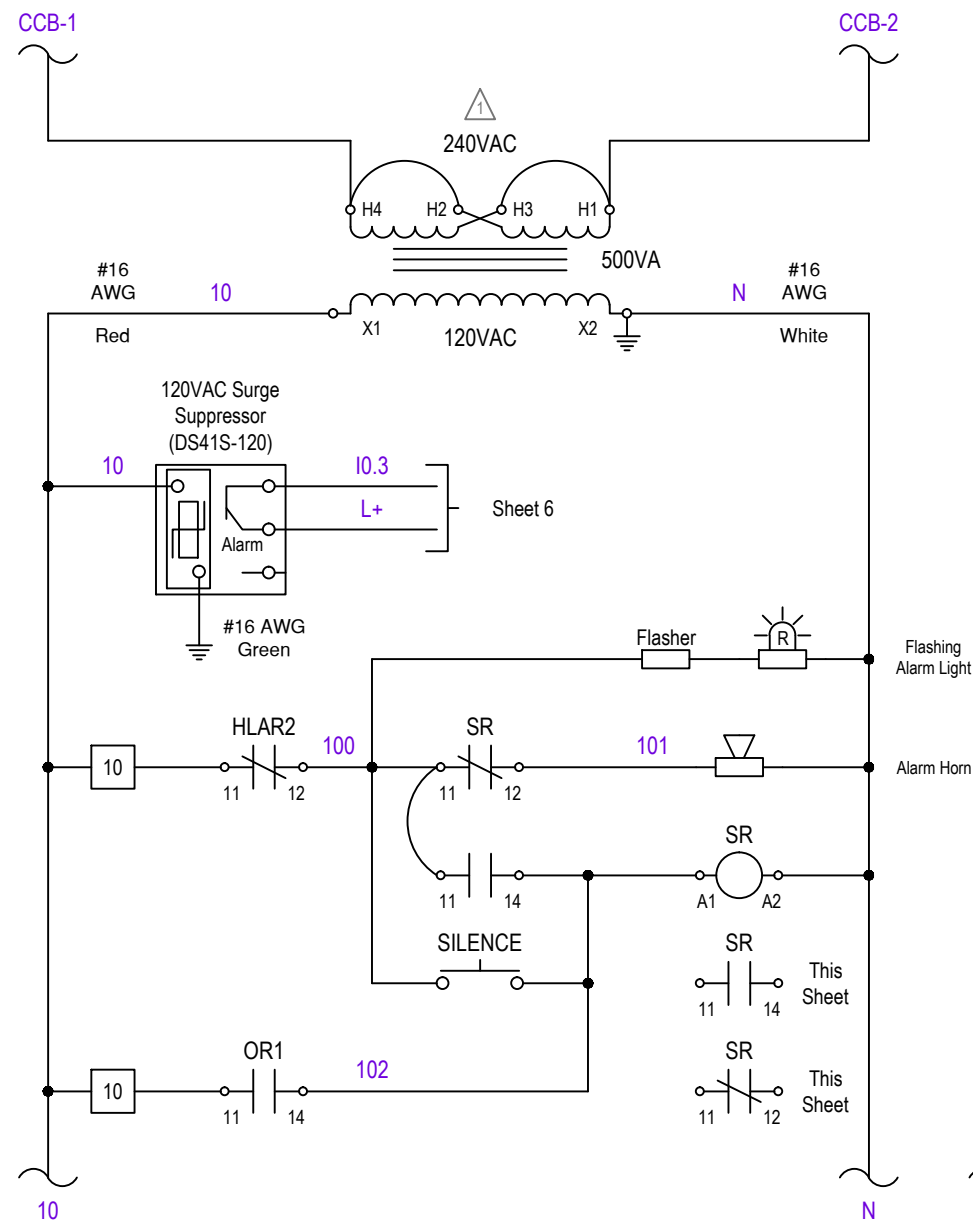 CCB-1
CCB-2
1
240VAC
H4
H2
H3
H1
500VA
#16
AWG
10
N
#16
AWG
Red
X1
120VAC
X2
White
120VAC Surge
Suppressor
(DS41S-120)
10
I0.3
L+
Sheet 6
Alarm
#16 AWG
Green
Flasher
R
Flashing
Alarm Light
10
HLAR2
11
12
100
SR
11
12
101
Alarm Horn
11
14
SR
A1
A2
SILENCE
SR
11
14
This
Sheet
10
OR1
11
14
102
SR
11
12
This
Sheet
10
N